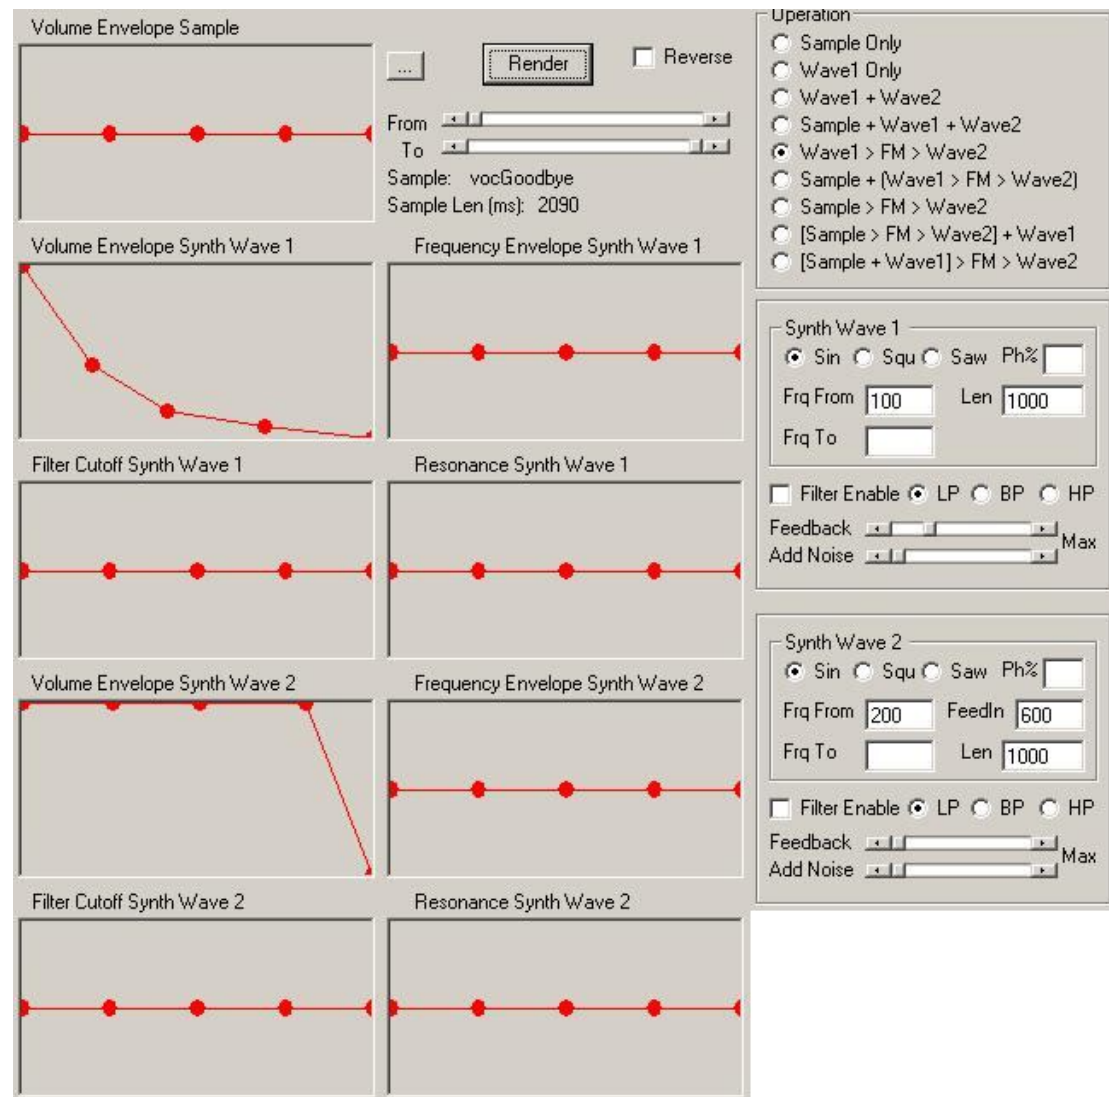 Volume Envelope Sample
...
Render
Reverse
From
To
Sample: vocGoodbye
Sample Len (ms): 2090
Operation
Sample Only
Wave1 Only
Wave1 + Wave2
Sample + Wave1 + Wave2
Wave1 > FM > Wave2
Sample + (Wave1 > FM > Wave2)
Sample > FM > Wave2
[Sample > FM > Wave2] + Wave1
[Sample + Wave1] > FM > Wave2
Volume Envelope Synth Wave 1
Frequency Envelope Synth Wave 1
Synth Wave 1
Sin Squ Saw Ph%
Frq From 100 Len 1000
Frq To
Filter Cutoff Synth Wave 1
Resonance Synth Wave 1
Filter Enable LP BP HP
Feedback
Add Noise
Max
Volume Envelope Synth Wave 2
Frequency Envelope Synth Wave 2
Synth Wave 2
Sin Squ Saw Ph%
Frq From 200 FeedIn 600
Frq To Len 1000
Filter Enable LP BP HP
Feedback
Add Noise
Max
Filter Cutoff Synth Wave 2
Resonance Synth Wave 2